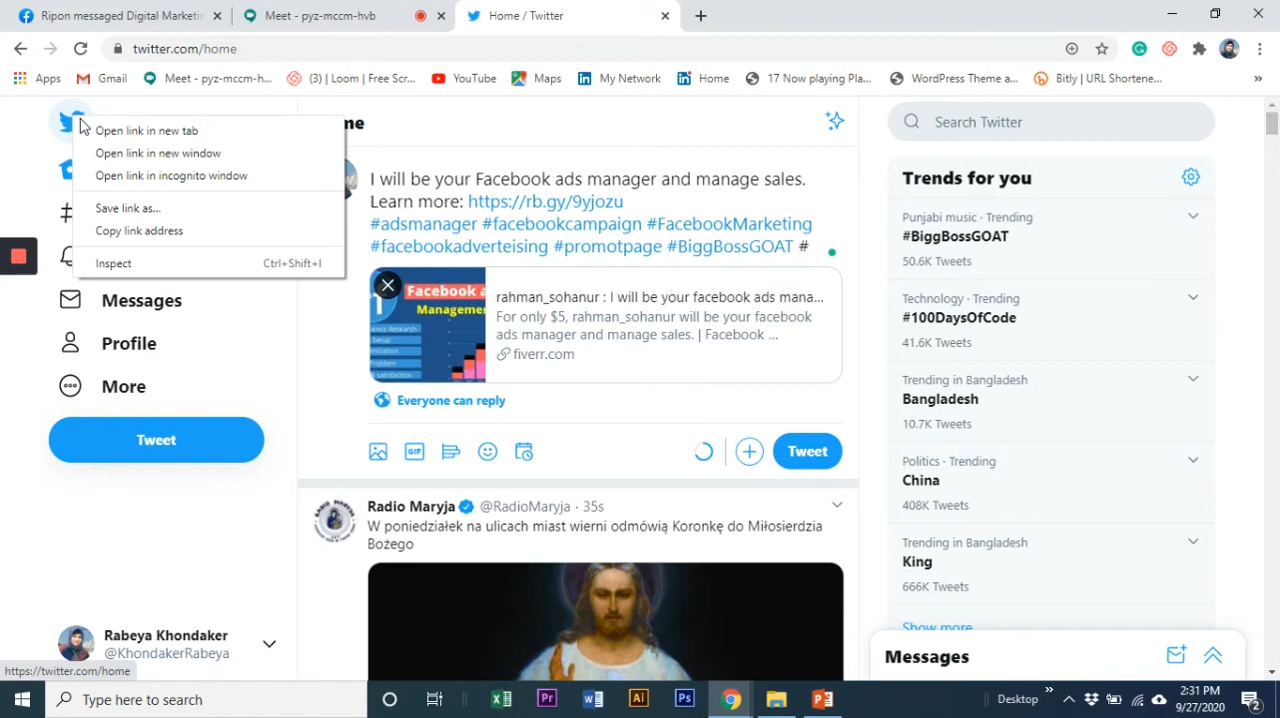 Ripon messaged Digital Marketin
Meet - pyz-mccm-hvb
Home / Twitter
twitter.com/home
Apps
Gmail
Meet - pyz-mccm-h...
(3) | Loom | Free Scr...
YouTube
Maps
My Network
Home
17 Now playing Pla...
WordPress Theme a...
Bitly | URL Shortene...
»
Open link in new tab
Open link in new window
Open link in incognito window
Save link as...
Copy link address
Inspect Ctrl+Shift+I
Messages
Profile
More
Tweet
Rabeya Khondaker
@KhondakerRabeya
https://twitter.com/home
me
I will be your Facebook ads manager and manage sales.
Learn more: https://rb.gy/9yjozu
#adsmanager #facebookcampaign #FacebookMarketing
#facebookadverteising #promotpage #BiggBossGOAT #
Facebook a
Managemen
rahman_sohanur : I will be your facebook ads mana...
For only $5, rahman_sohanur will be your facebook
ads manager and manage sales. | Facebook ...
fiverr.com
Everyone can reply
GIF
Tweet
Radio Maryja @RadioMaryja · 35s
W poniedziałek na ulicach miast wierni odmówią Koronkę do Miłosierdzia
Bożego
Search Twitter
Trends for you
Punjabi music · Trending
#BiggBossGOAT
50.6K Tweets
Technology · Trending
#100DaysOfCode
41.6K Tweets
Trending in Bangladesh
Bangladesh
10.7K Tweets
Politics · Trending
China
408K Tweets
Trending in Bangladesh
King
666K Tweets
Show more
Messages
Type here to search
Desktop
»
2:31 PM
9/27/2020
2